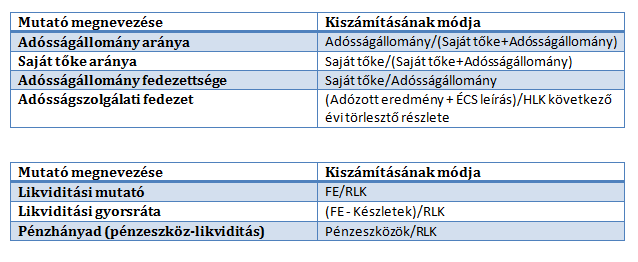 Mutató megnevezése Kiszámításának módja
Adósságállomány aránya Adósságállomány/(Saját tőke+Adósságállomány)
Saját tőke aránya Saját tőke/(Saját tőke+Adósságállomány)
Adósságállomány fedezettsége Saját tőke/Adósságállomány
Adósságszolgálati fedezet (Adózott eredmény + ÉCS leírás)/HLK következő
évi törlesztő részlete
Mutató megnevezése Kiszámításának módja
Likviditási mutató FE/RLK
Likviditási gyorsráta (FE - Készletek)/RLK
Pénzhányad (pénzeszköz-likviditás) Pénzeszközök/RLK